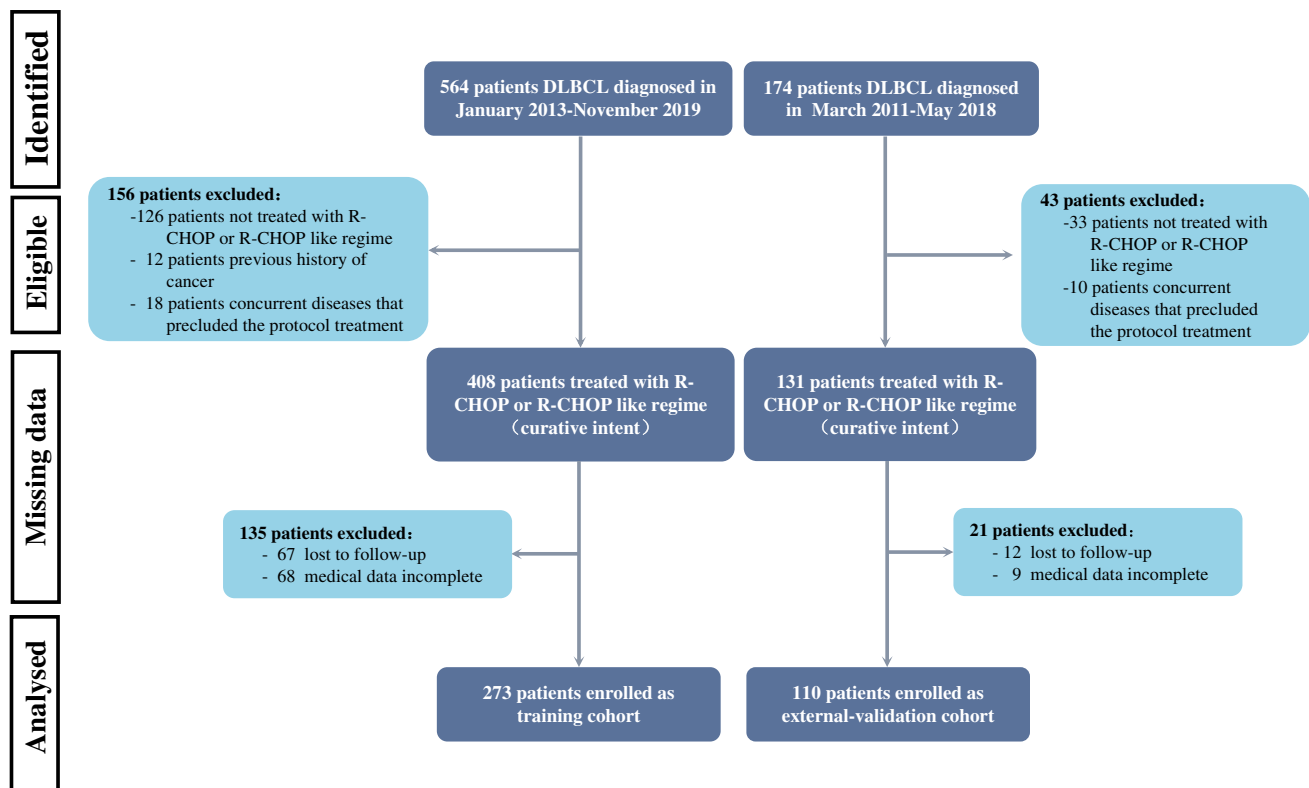 Identified
564 patients DLBCL diagnosed in
January 2013-November 2019
174 patients DLBCL diagnosed
in March 2011-May 2018
Eligible
156 patients excluded：
-126 patients not treated with R-
CHOP or R-CHOP like regime
- 12 patients previous history of
cancer
- 18 patients concurrent diseases that
precluded the protocol treatment
43 patients excluded：
-33 patients not treated with
R-CHOP or R-CHOP
like regime
-10 patients concurrent
diseases that precluded
the protocol treatment
Missing data
408 patients treated with R-
CHOP or R-CHOP like regime
（curative intent）
131 patients treated with R-
CHOP or R-CHOP like regime
（curative intent）
135 patients excluded：
- 67 lost to follow-up
- 68 medical data incomplete
21 patients excluded：
- 12 lost to follow-up
- 9 medical data incomplete
Analysed
273 patients enrolled as
training cohort
110 patients enrolled as
external-validation cohort